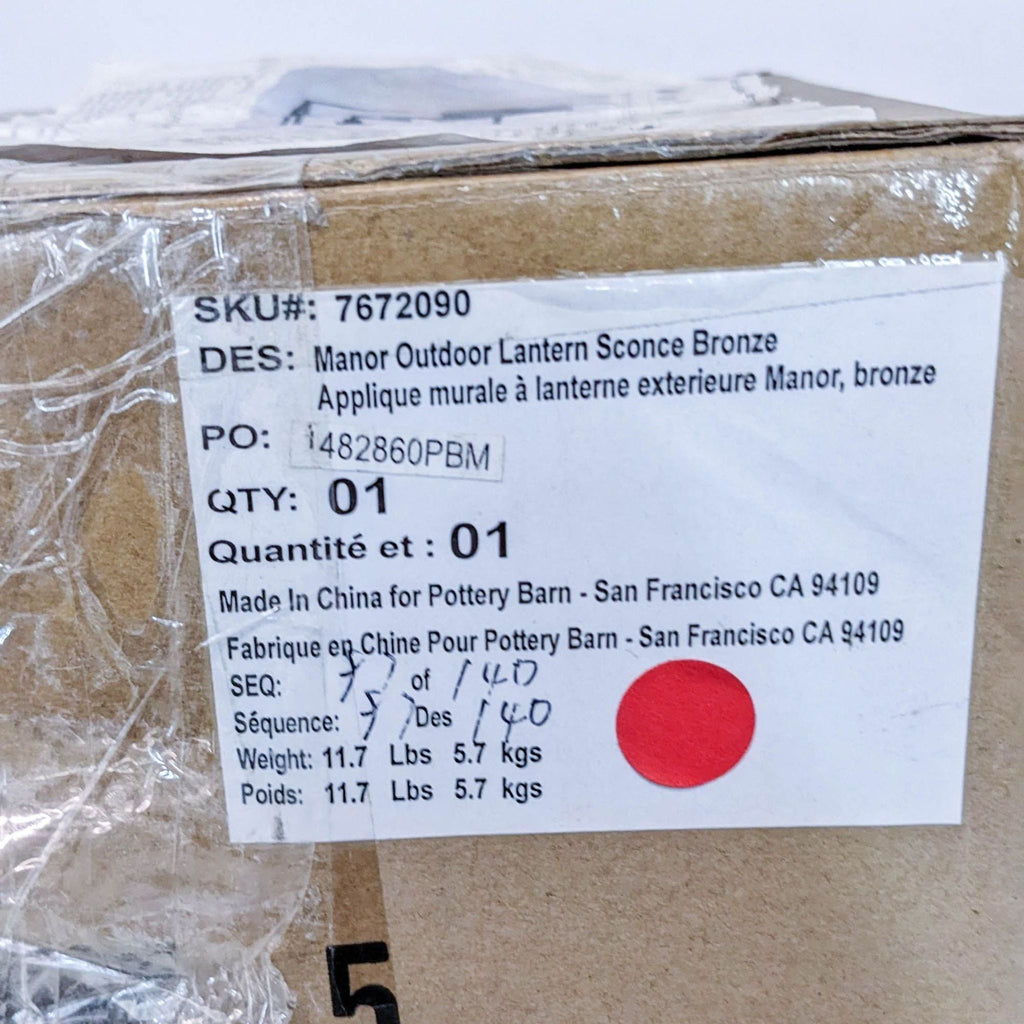 SKU#: 7672090
DES: Manor Outdoor Lantern Sconce Bronze
Applique murale à lanterne exterieure Manor, bronze
PO: 1482860PBM
QTY: 01
Quantité et : 01
Made In China for Pottery Barn - San Francisco CA 94109
Fabrique en Chine Pour Pottery Barn - San Francisco CA 94109
SEQ: of 140
Séquence: Des 140
Weight: 11.7 Lbs 5.7 kgs
Poids: 11.7 Lbs 5.7 kgs
5